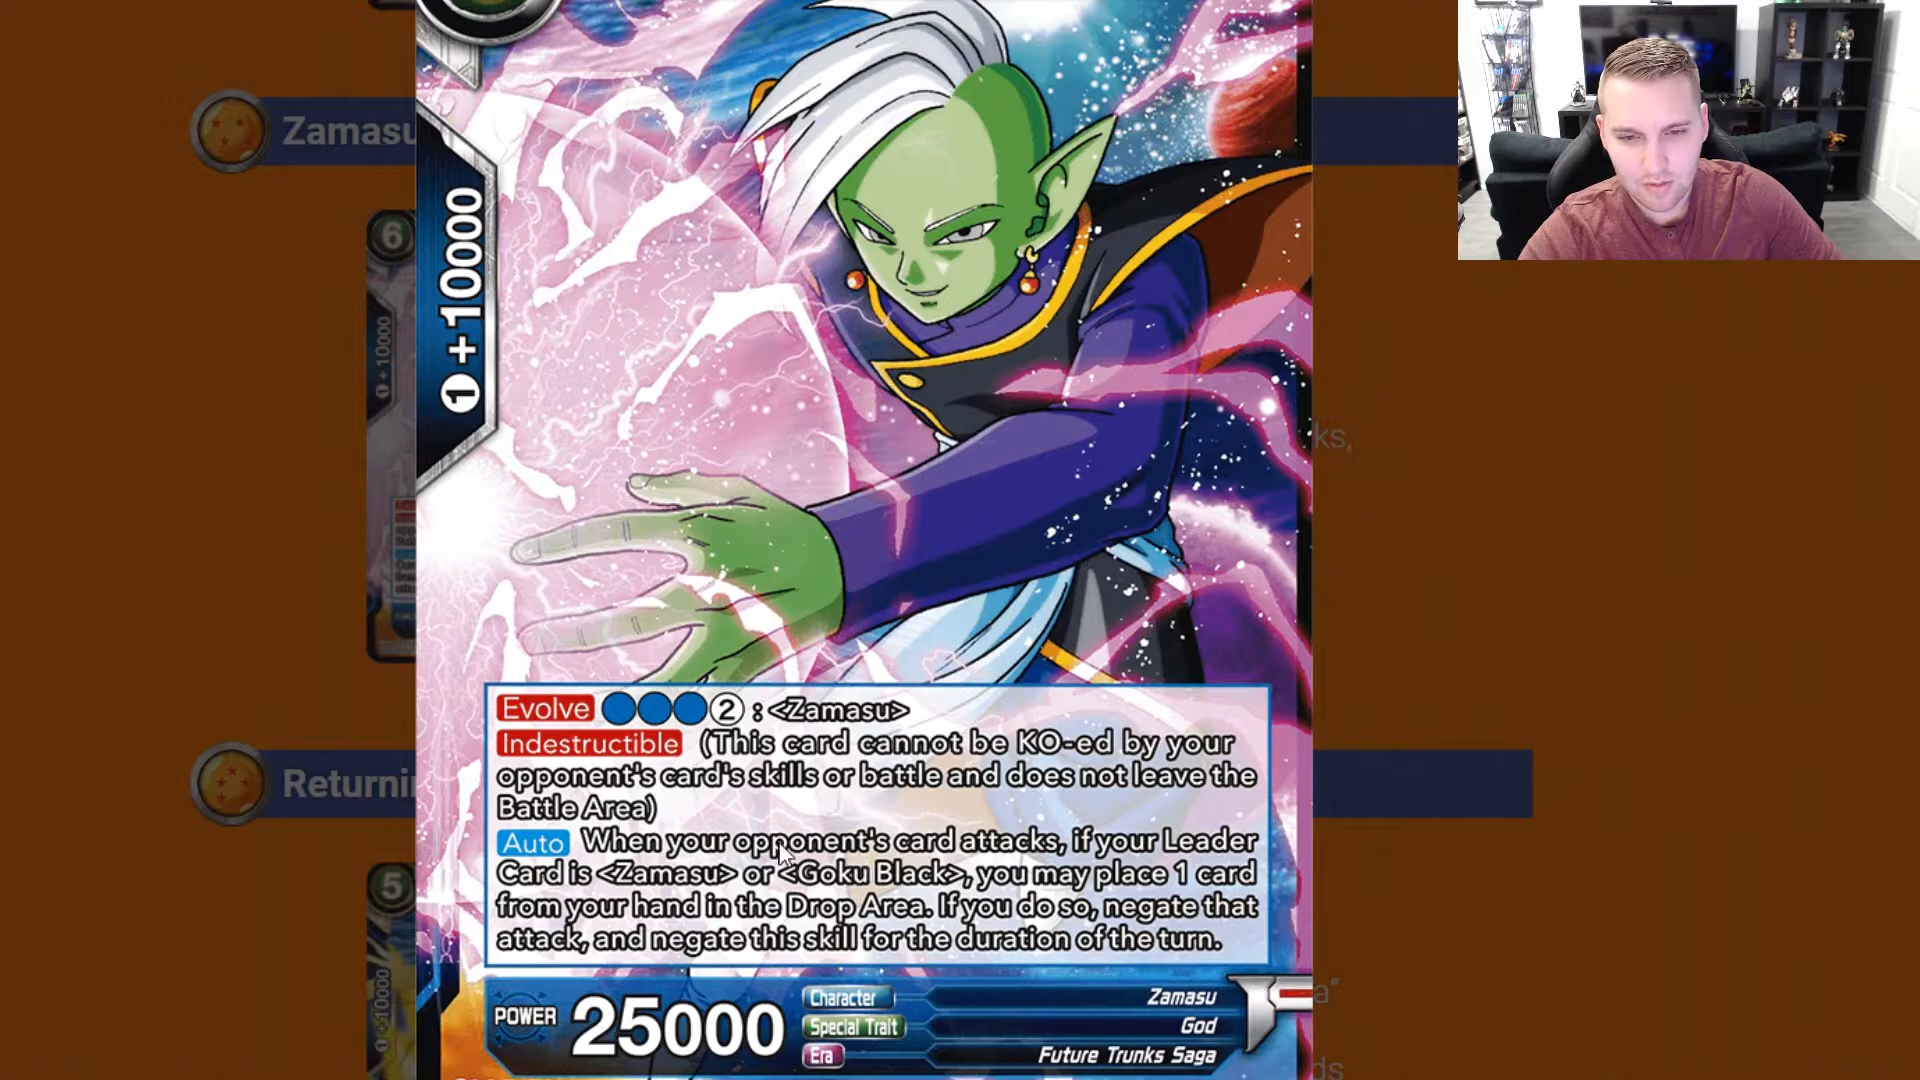 Zamasu
6
1 +10000
1 +10000
ks,
Evolve 2 : <Zamasu>
Indestructible (This card cannot be KO-ed by your
opponent's card's skills or battle and does not leave the
Battle Area)
Auto When your opponent's card attacks, if your Leader
Card is <Zamasu> or <Goku Black>, you may place 1 card
from your hand in the Drop Area. If you do so, negate that
attack, and negate this skill for the duration of the turn.
Returni
5
1 +10000
POWER 25000
Character Zamasu
Special Trait God
Era Future Trunks Saga
a"
ds